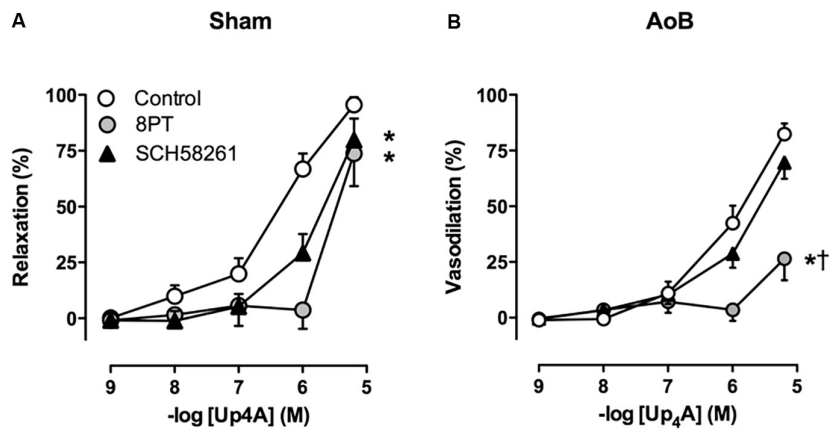 A
Sham
B
AoB
Control
8PT
SCH58261
Relaxation (%)
100
75
50
25
0
*
*
9 8 7 6 5
-log [Up4A] (M)
Vasodilation (%)
100
75
50
25
0
*†
9 8 7 6 5
-log [Up₄A] (M)